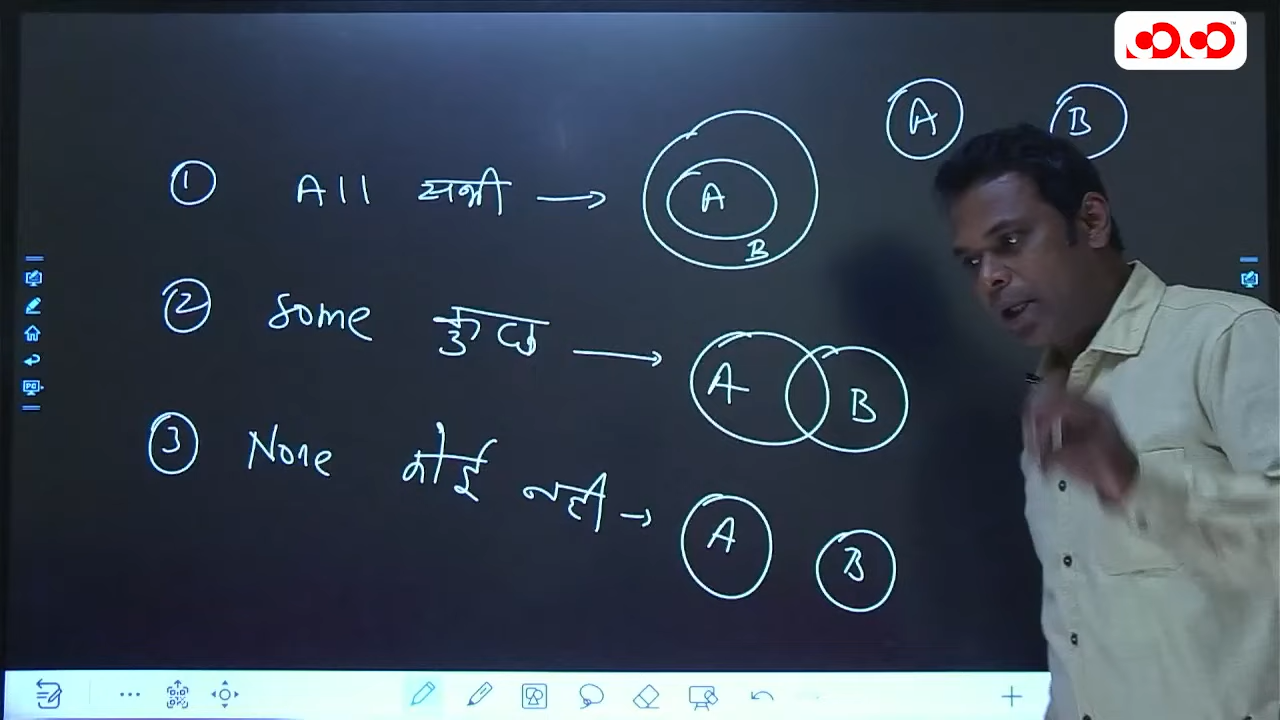 A B
① All सभी → A B
② some कुछ → A B
③ None कोई नही → A B